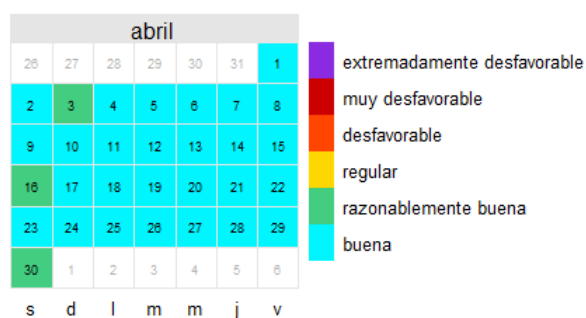 abril
26 27 28 29 30 31 1
2 3 4 5 6 7 8
9 10 11 12 13 14 15
16 17 18 19 20 21 22
23 24 25 26 27 28 29
30 1 2 3 4 5 6
s d l m m j v
extremadamente desfavorable
muy desfavorable
desfavorable
regular
razonablemente buena
buena